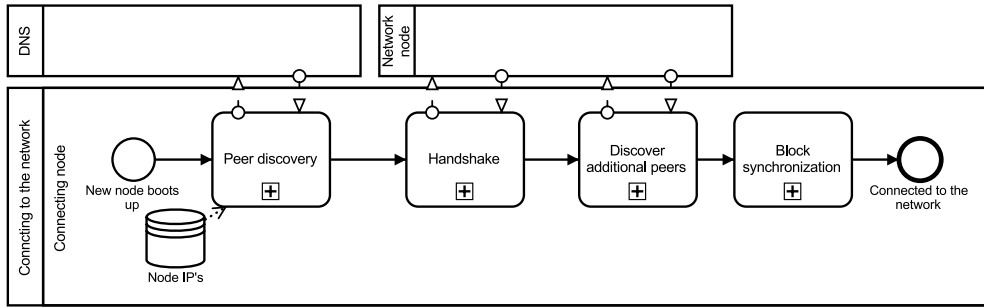 DNS
Network
node
Conncting to the network
Connecting node
New node boots
up
Peer discovery
Node IP's
Handshake
Discover
additional peers
Block
synchronization
Connected to the
network